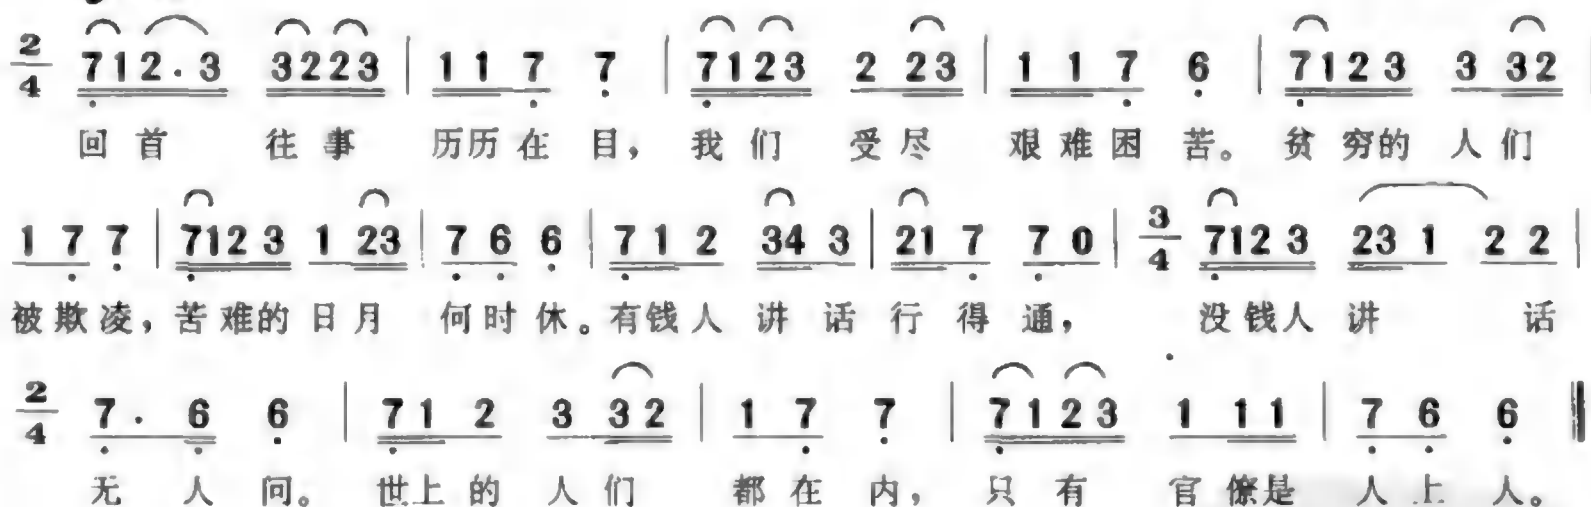 2/4 712·3 3223 | 11 7 7 | 7123 2 23 | 1 1 7 6 | 7123 3 32 |
回首 往事 历历在 目， 我们 受尽 艰难困 苦。 贫穷的 人们
1 7 7 | 7123 1 23 | 7 6 6 | 7 1 2 34 3 | 21 7 7 0 | 3/4 7123 23 1 2 2 |
被欺凌，苦难的日月 何时休。有钱人 讲话行得通， 没钱人讲 话
2/4 7· 6 6 | 71 2 3 32 | 1 7 7 | 7123 1 11 | 7 6 6 ‖
无 人 问。 世上的 人们 都在 内， 只有 官僚是 人上 人。